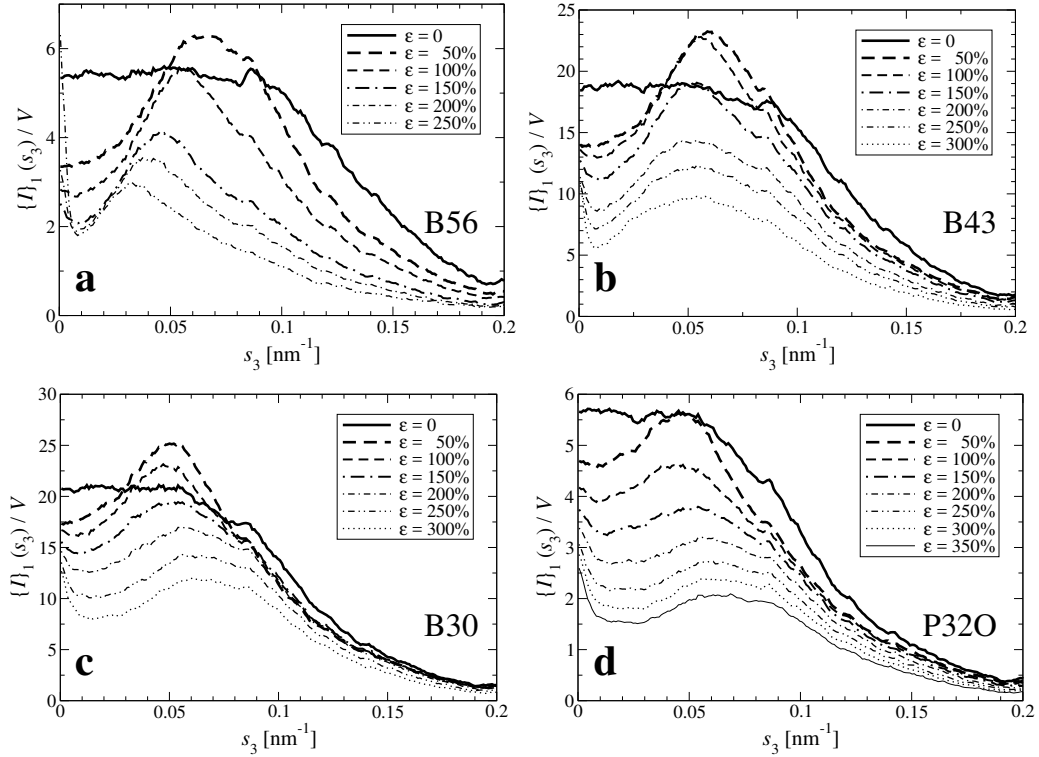 {I}₁ (s₃) / V
6
4
2
0
ε = 0
ε = 50%
ε = 100%
ε = 150%
ε = 200%
ε = 250%
B56
a
0 0.05 0.1 0.15 0.2
s₃ [nm⁻¹]
{I}₁ (s₃) / V
25
20
15
10
5
0
ε = 0
ε = 50%
ε = 100%
ε = 150%
ε = 200%
ε = 250%
ε = 300%
B43
b
0 0.05 0.1 0.15 0.2
s₃ [nm⁻¹]
{I}₁ (s₃) / V
30
25
20
15
10
5
0
ε = 0
ε = 50%
ε = 100%
ε = 150%
ε = 200%
ε = 250%
ε = 300%
B30
c
0 0.05 0.1 0.15 0.2
s₃ [nm⁻¹]
{I}₁ (s₃) / V
6
5
4
3
2
1
0
ε = 0
ε = 50%
ε = 100%
ε = 150%
ε = 200%
ε = 250%
ε = 300%
ε = 350%
P32O
d
0 0.05 0.1 0.15 0.2
s₃ [nm⁻¹]